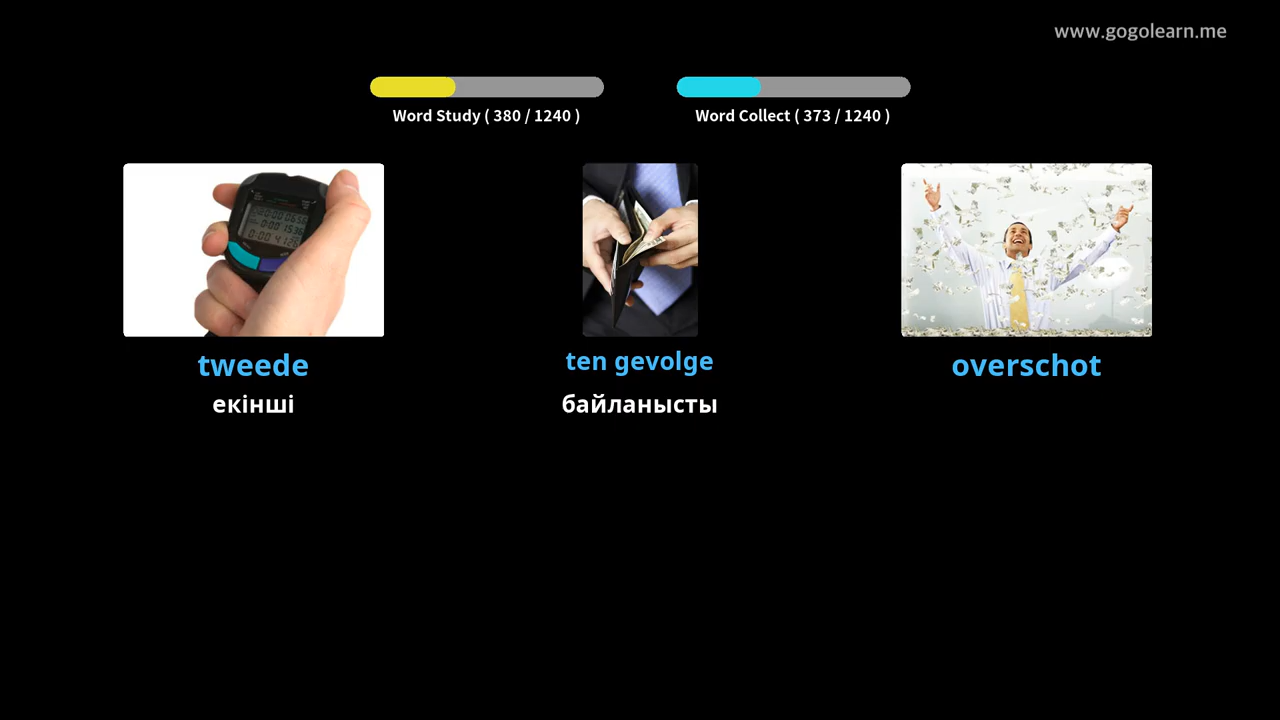 www.gogolearn.me
Word Study ( 380 / 1240 )
Word Collect ( 373 / 1240 )
tweede
ten gevolge
overschot
екінші
байланысты